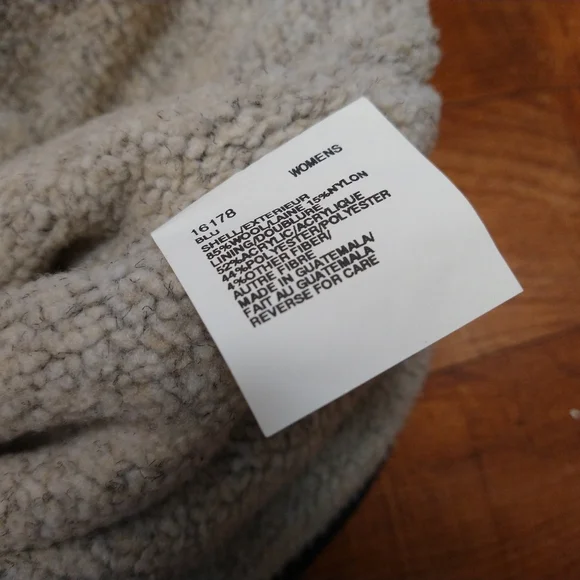 WOMENS
16178
BLU
SHELL/EXTERIEUR
85%WOOL/LAINE 15%NYLON
LINING/DOUBLURE
52%ACRYLIC/ACRYLIQUE
44%POLYESTER/POLYESTER
4%OTHER FIBER/
AUTRE FIBRE
MADE IN GUATEMALA/
FAIT AU GUATEMALA
REVERSE FOR CARE